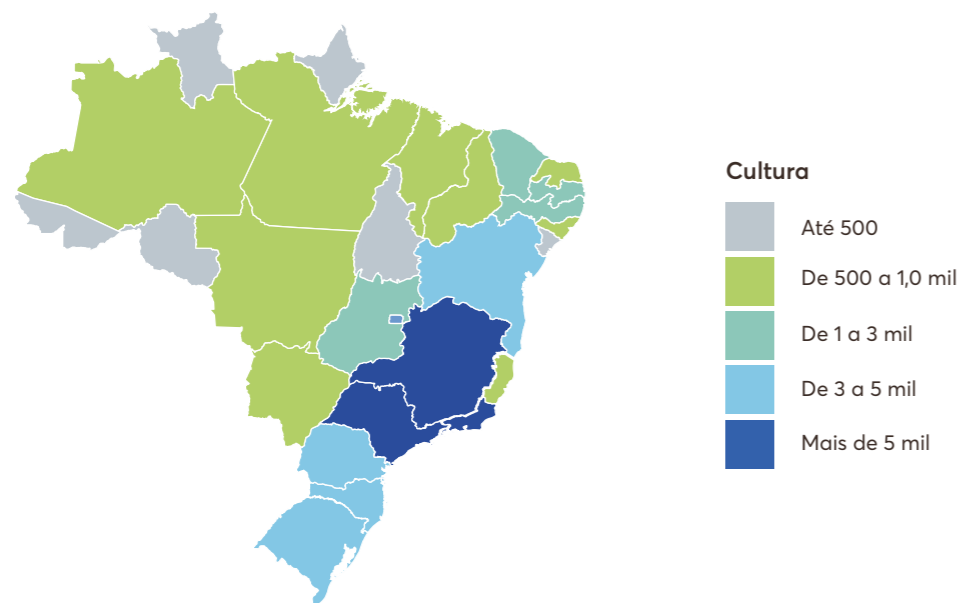 Cultura
Até 500
De 500 a 1,0 mil
De 1 a 3 mil
De 3 a 5 mil
Mais de 5 mil